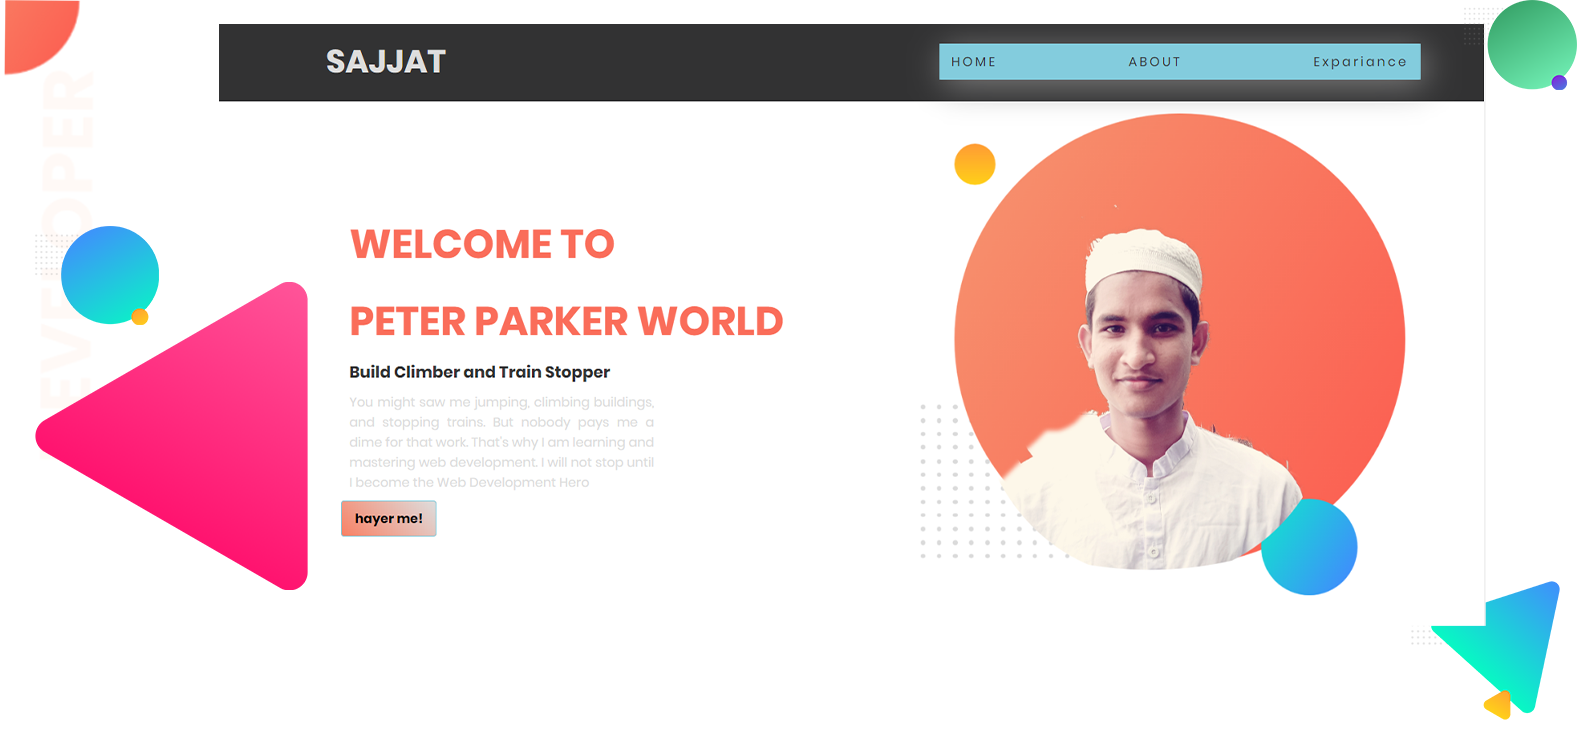 SAJJAT
HOME
ABOUT
Expariance
WELCOME TO
PETER PARKER WORLD
Build Climber and Train Stopper
You might saw me jumping, climbing buildings,
and stopping trains. But nobody pays me a
dime for that work. That's why I am learning and
mastering web development. I will not stop until
I become the Web Development Hero
hayer me!